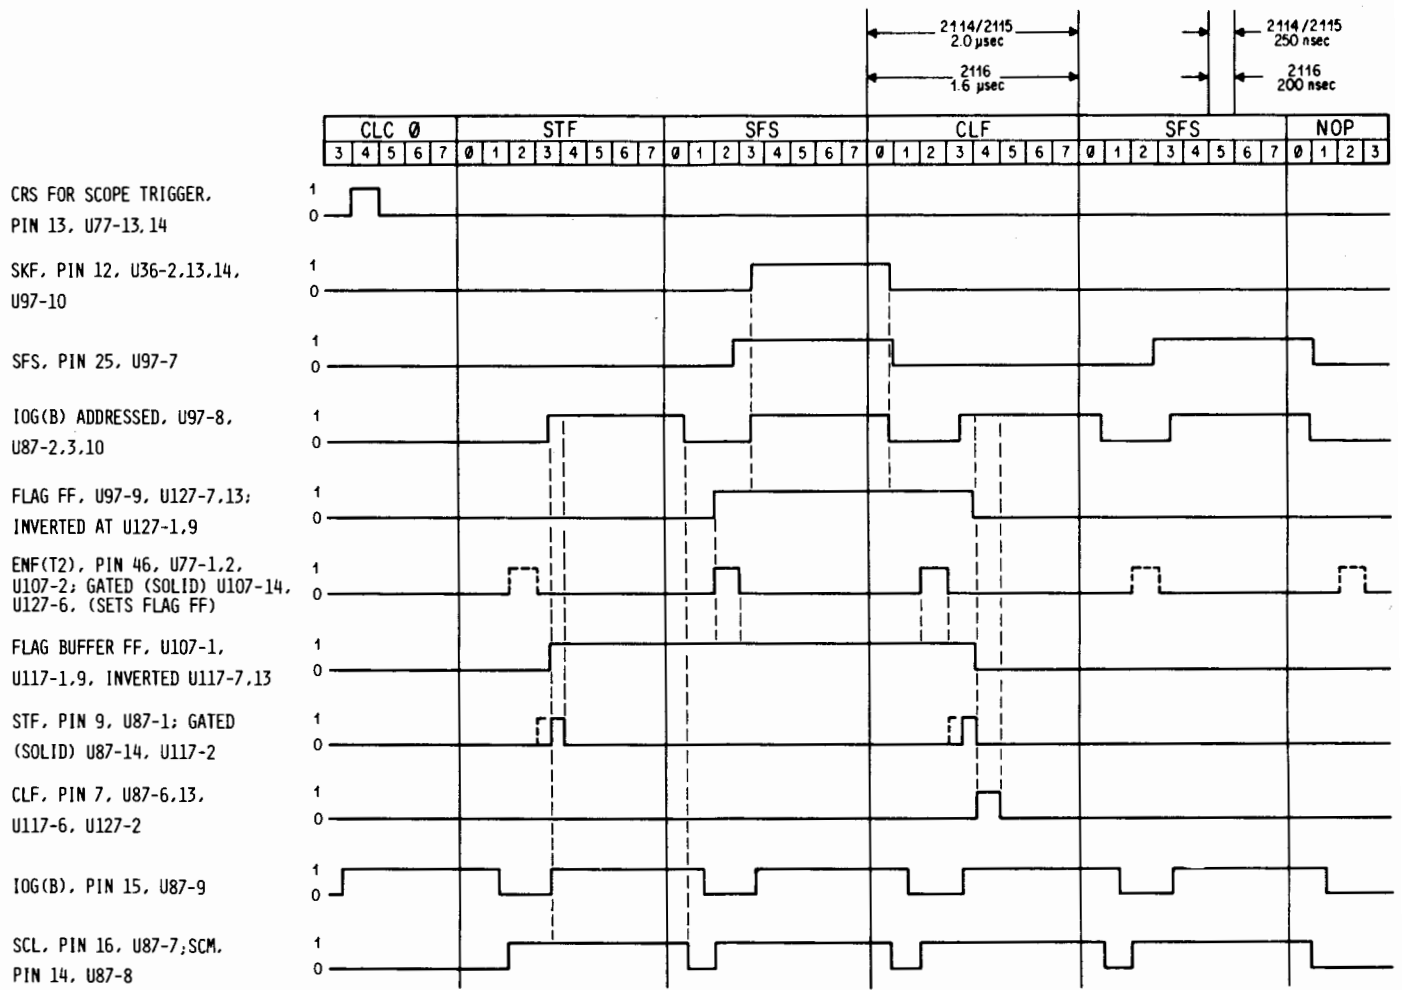 2114/2115
2.0 µsec
2114/2115
250 nsec
2116
1.6 µsec
2116
200 nsec
CLC Ø STF SFS CLF SFS NOP
3 4 5 6 7 Ø 1 2 3 4 5 6 7 Ø 1 2 3 4 5 6 7 Ø 1 2 3 4 5 6 7 Ø 1 2 3 4 5 6 7 Ø 1 2 3
CRS FOR SCOPE TRIGGER,
PIN 13, U77-13,14
1
0
SKF, PIN 12, U36-2,13,14,
U97-10
1
0
SFS, PIN 25, U97-7
1
0
IOG(B) ADDRESSED, U97-8,
U87-2,3,10
1
0
FLAG FF, U97-9, U127-7,13;
INVERTED AT U127-1,9
1
0
ENF(T2), PIN 46, U77-1,2,
U107-2; GATED (SOLID) U107-14,
U127-6, (SETS FLAG FF)
1
0
FLAG BUFFER FF, U107-1,
U117-1,9, INVERTED U117-7,13
1
0
STF, PIN 9, U87-1; GATED
(SOLID) U87-14, U117-2
1
0
CLF, PIN 7, U87-6,13,
U117-6, U127-2
1
0
IOG(B), PIN 15, U87-9
1
0
SCL, PIN 16, U87-7;SCM,
PIN 14, U87-8
1
0